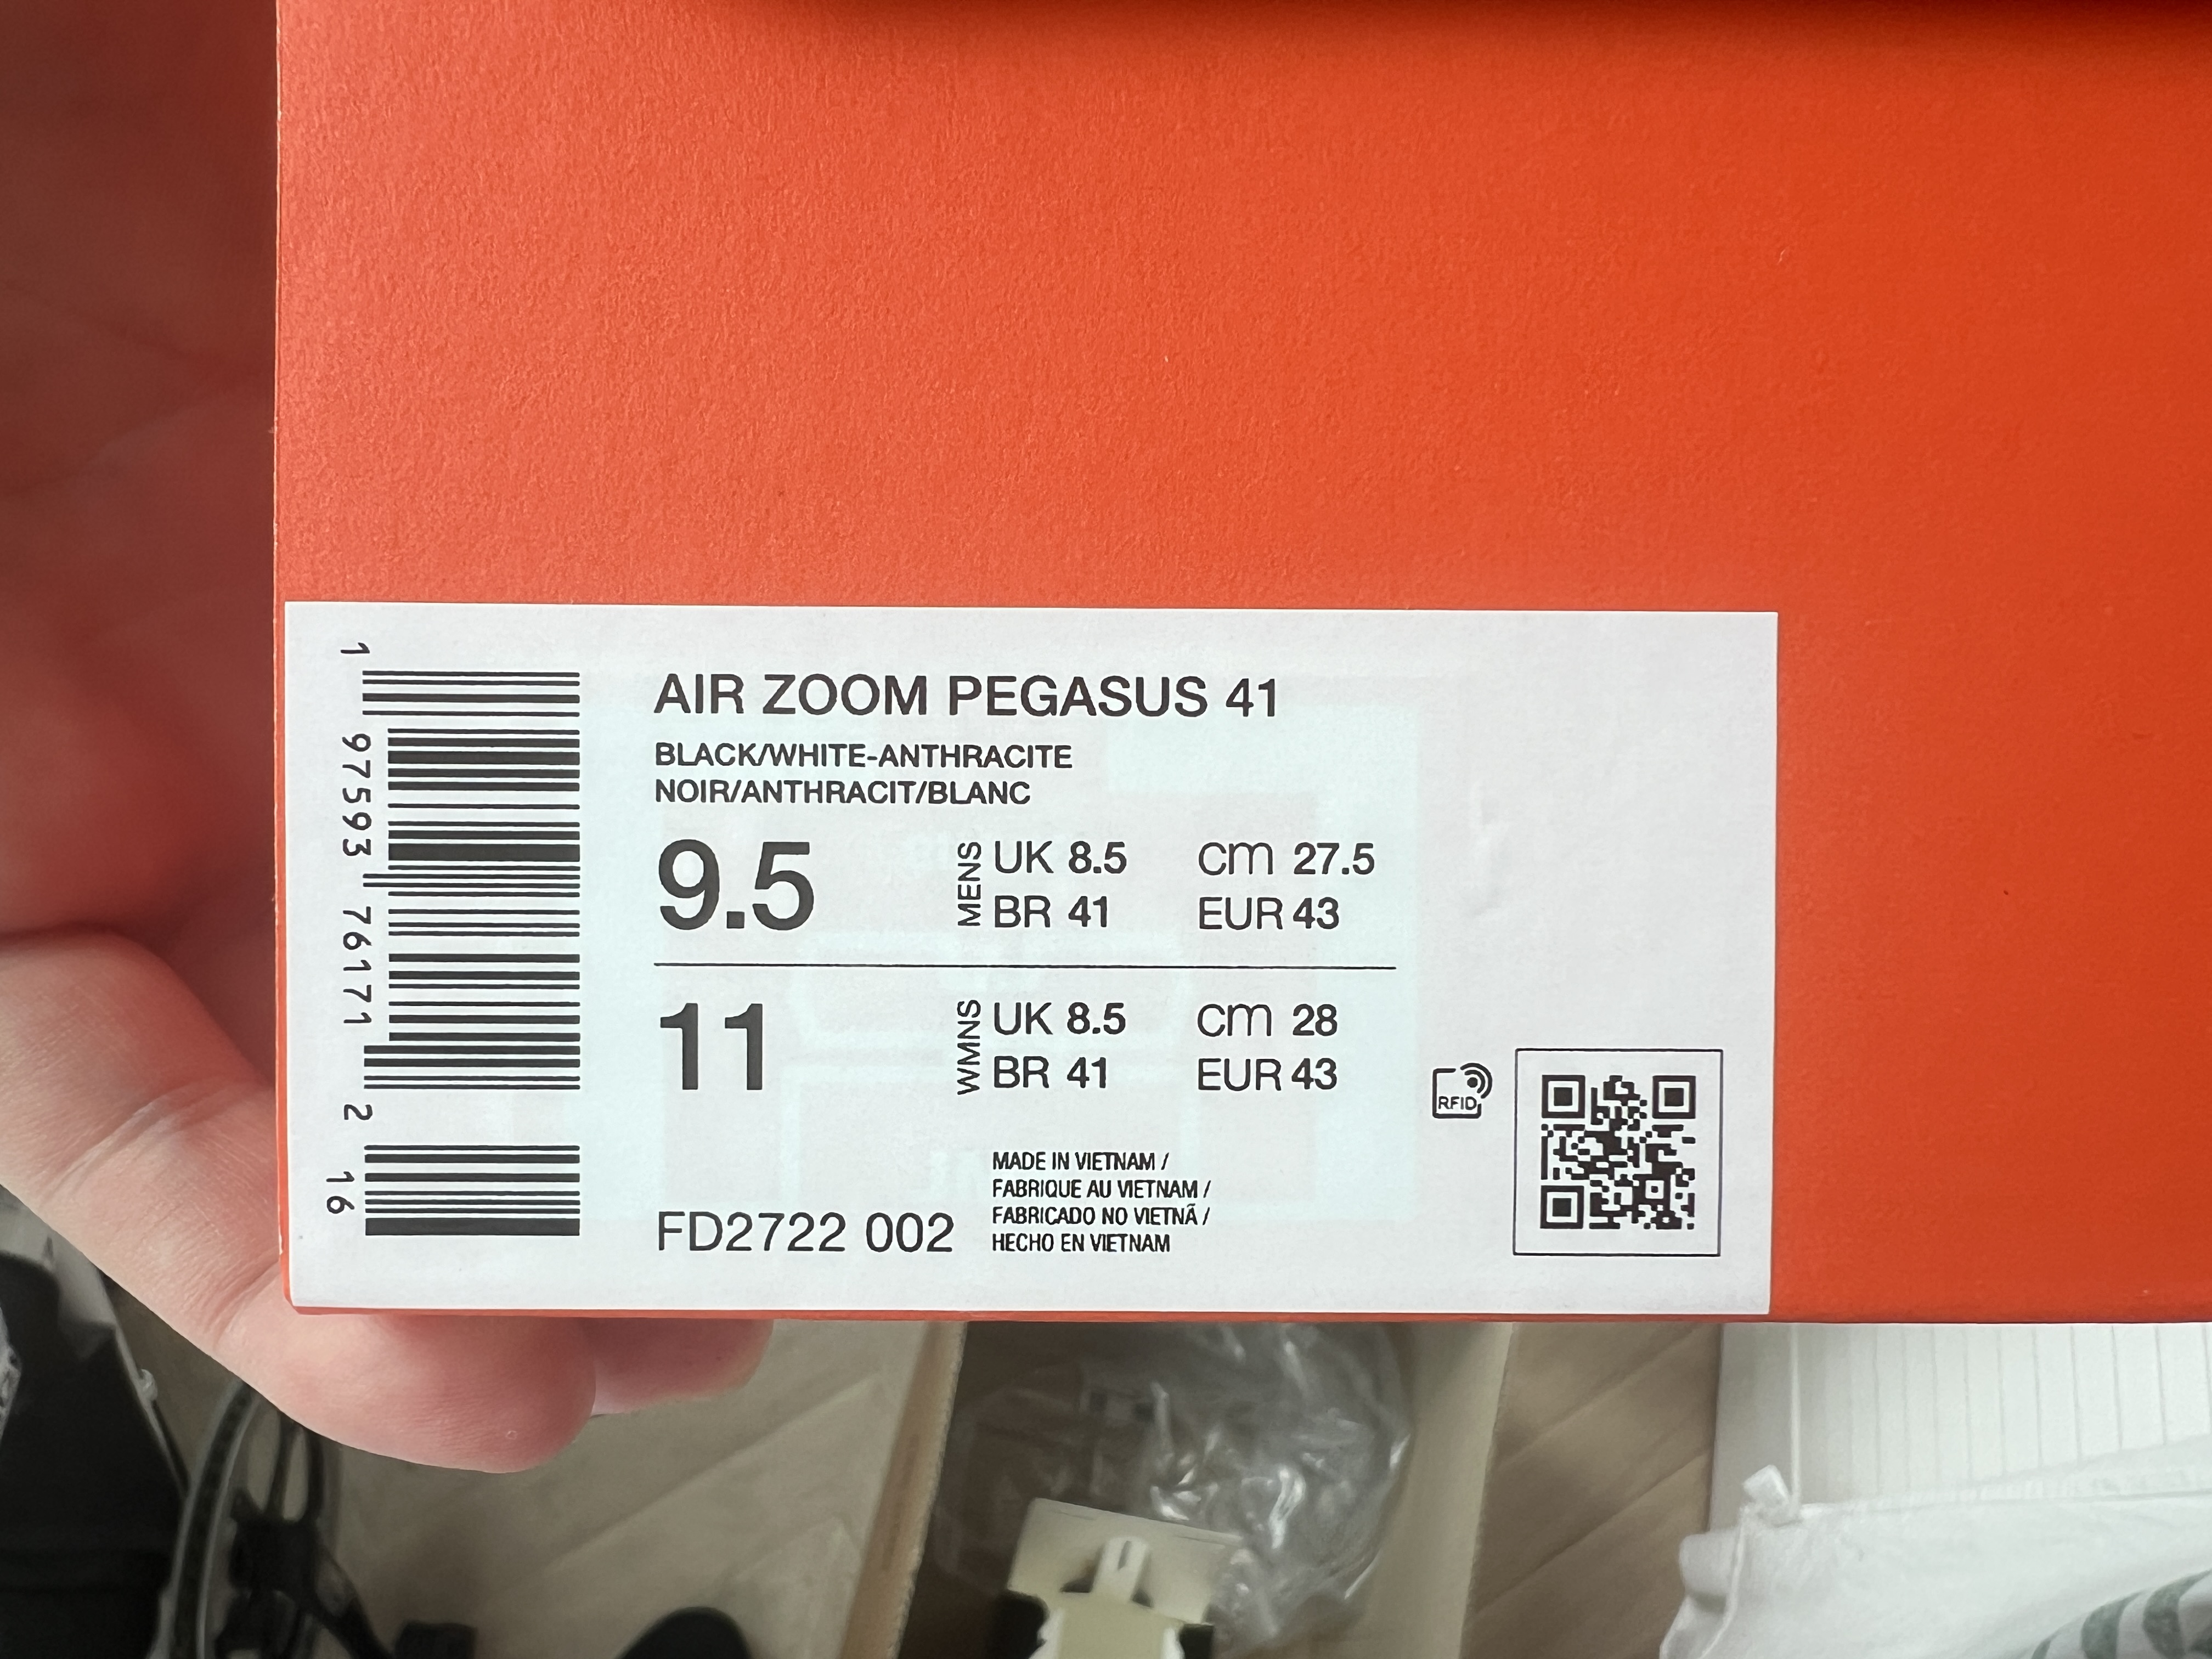 AIR ZOOM PEGASUS 41
BLACK/WHITE-ANTHRACITE
NOIR/ANTHRACIT/BLANC
9.5
MENS
UK 8.5 cm 27.5
BR 41 EUR 43
11
WMNS
UK 8.5 cm 28
BR 41 EUR 43
RFID
MADE IN VIETNAM /
FABRIQUE AU VIETNAM /
FABRICADO NO VIETNÃ /
HECHO EN VIETNAM
FD2722 002
1 97593 76171 2 16